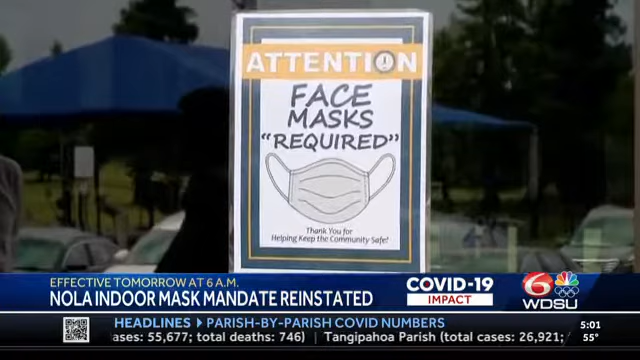 ATTENTION
FACE
MASKS
"REQUIRED"
Thank You for
Helping Keep the Community Safe!
EFFECTIVE TOMORROW AT 6 A.M.
NOLA INDOOR MASK MANDATE REINSTATED
COVID-19
IMPACT
6
WDSU
HEADLINES
PARISH-BY-PARISH COVID NUMBERS
5:01
ases: 55,677; total deaths: 746) | Tangipahoa Parish (total cases: 26,921;
55°